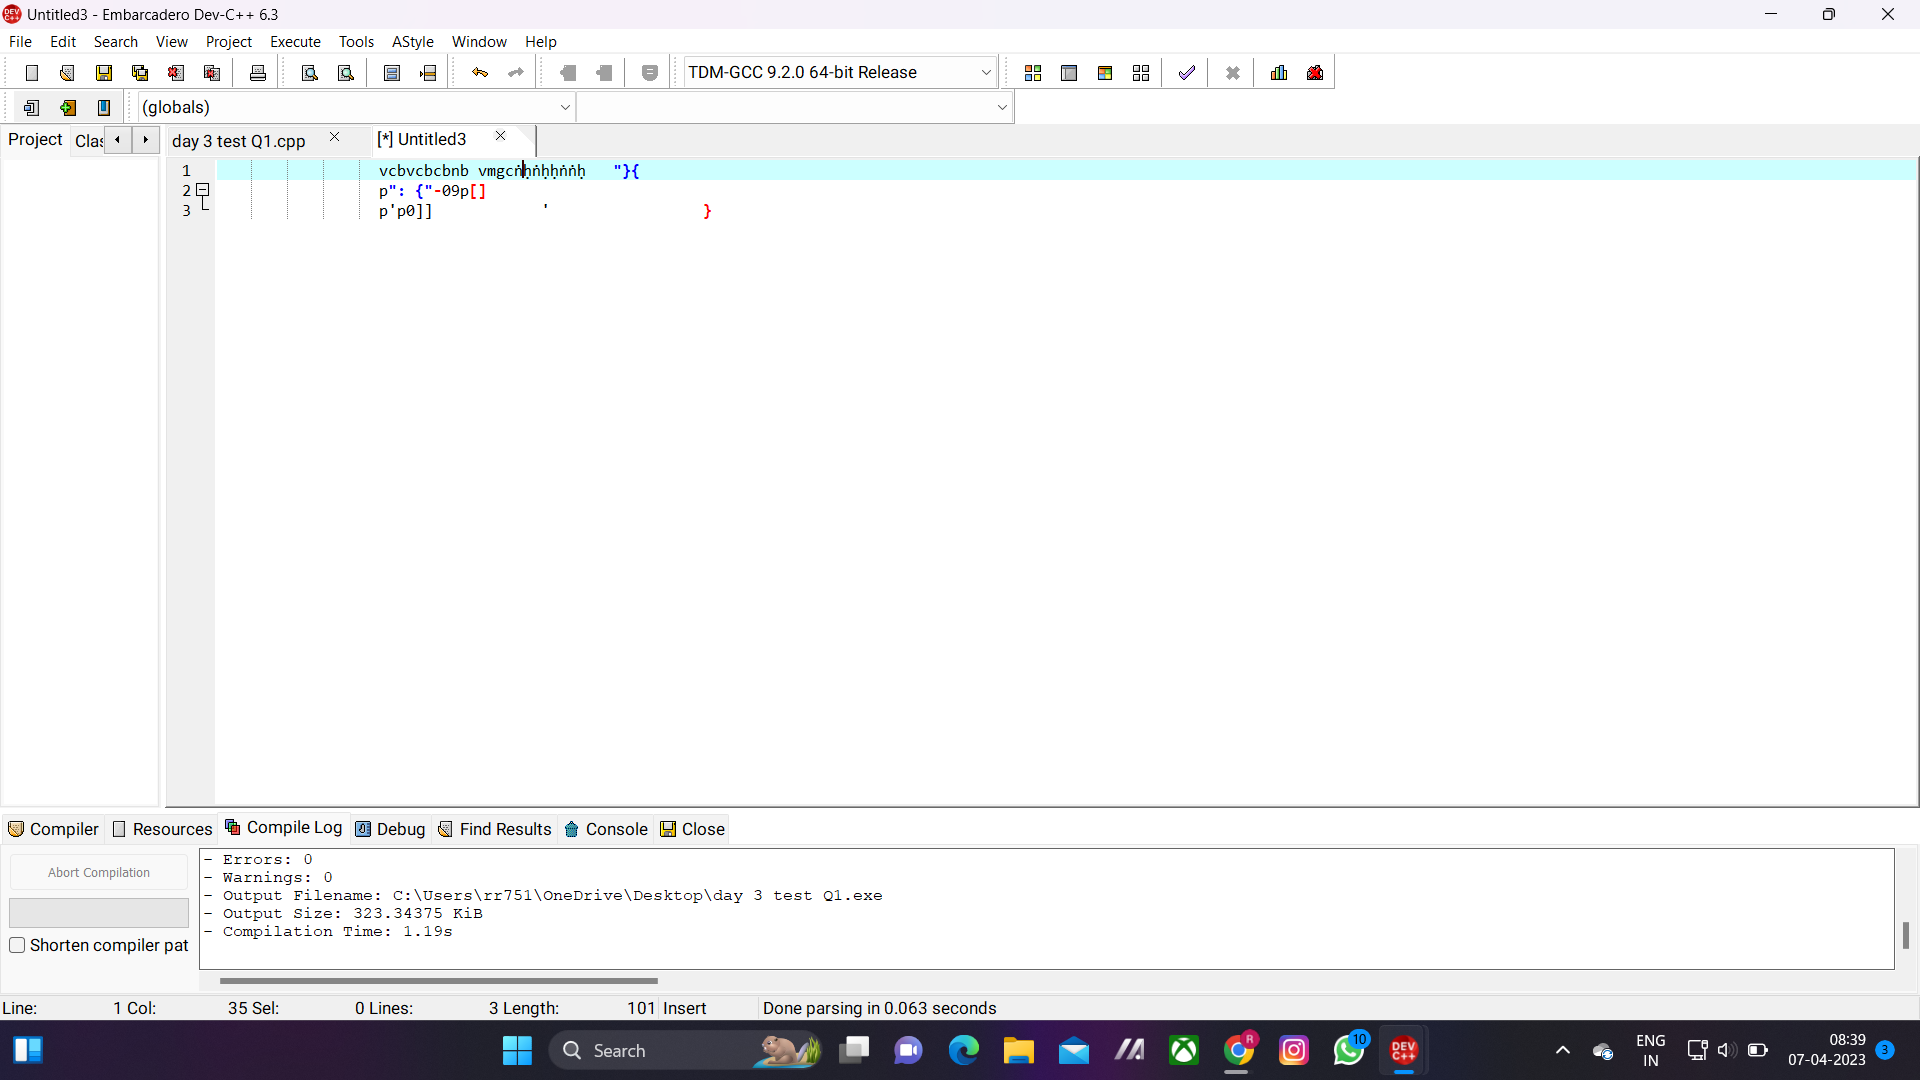 Untitled3 - Embarcadero Dev-C++ 6.3
File Edit Search View Project Execute Tools AStyle Window Help
TDM-GCC 9.2.0 64-bit Release
(globals)
Project Clas day 3 test Q1.cpp [*] Untitled3
1 vcbvcbcbnb vmgcṅḥṅḥḥṅṅḥ "}{
2 p": {"-09p[]
3 p'p0]] ' }
Compiler Resources Compile Log Debug Find Results Console Close
Abort Compilation
Shorten compiler pat
- Errors: 0
- Warnings: 0
- Output Filename: C:\Users\rr751\OneDrive\Desktop\day 3 test Q1.exe
- Output Size: 323.34375 KiB
- Compilation Time: 1.19s
Line: 1 Col: 35 Sel: 0 Lines: 3 Length: 101 Insert Done parsing in 0.063 seconds
Search
R
10
DEV C++
ENG
IN
08:39
07-04-2023
3